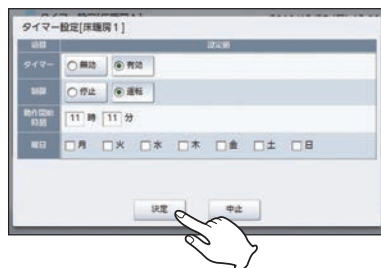 タイマー設定[床暖房1]
項目 設定値
タイマー 無効 有効
制御 停止 運転
動作開始時間 11 時 11 分
曜日 月 火 水 木 金 土 日
決定 中止